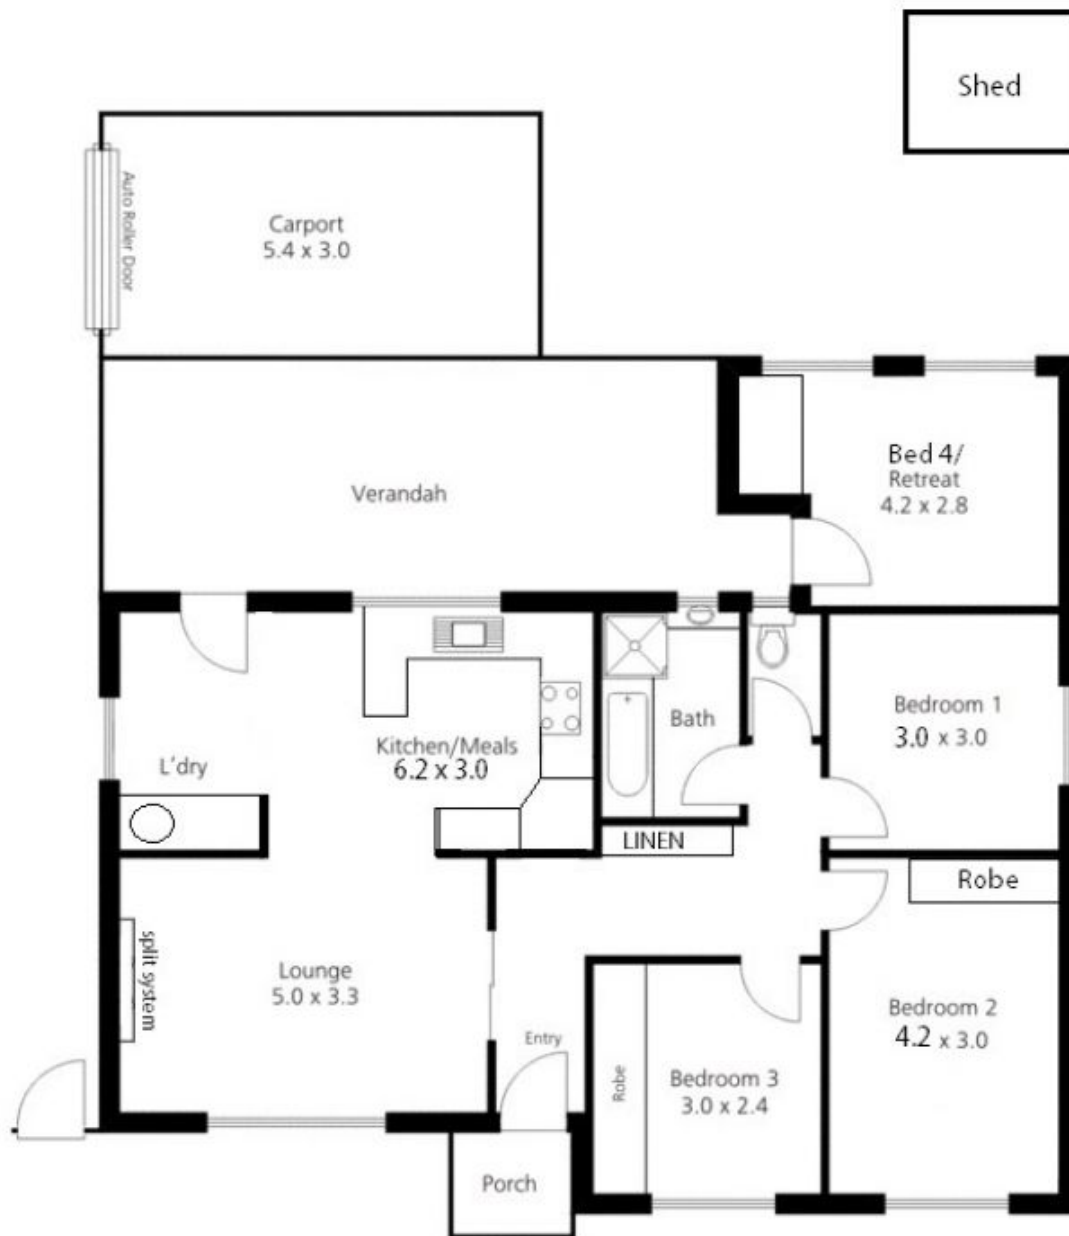 Shed
Auto Roller Door
Carport
5.4 x 3.0
Verandah
Bed 4/
Retreat
4.2 x 2.8
L'dry
Kitchen/Meals
6.2 x 3.0
Bath
Bedroom 1
3.0 x 3.0
LINEN
Robe
split system
Lounge
5.0 x 3.3
Entry
Robe
Bedroom 3
3.0 x 2.4
Bedroom 2
4.2 x 3.0
Porch